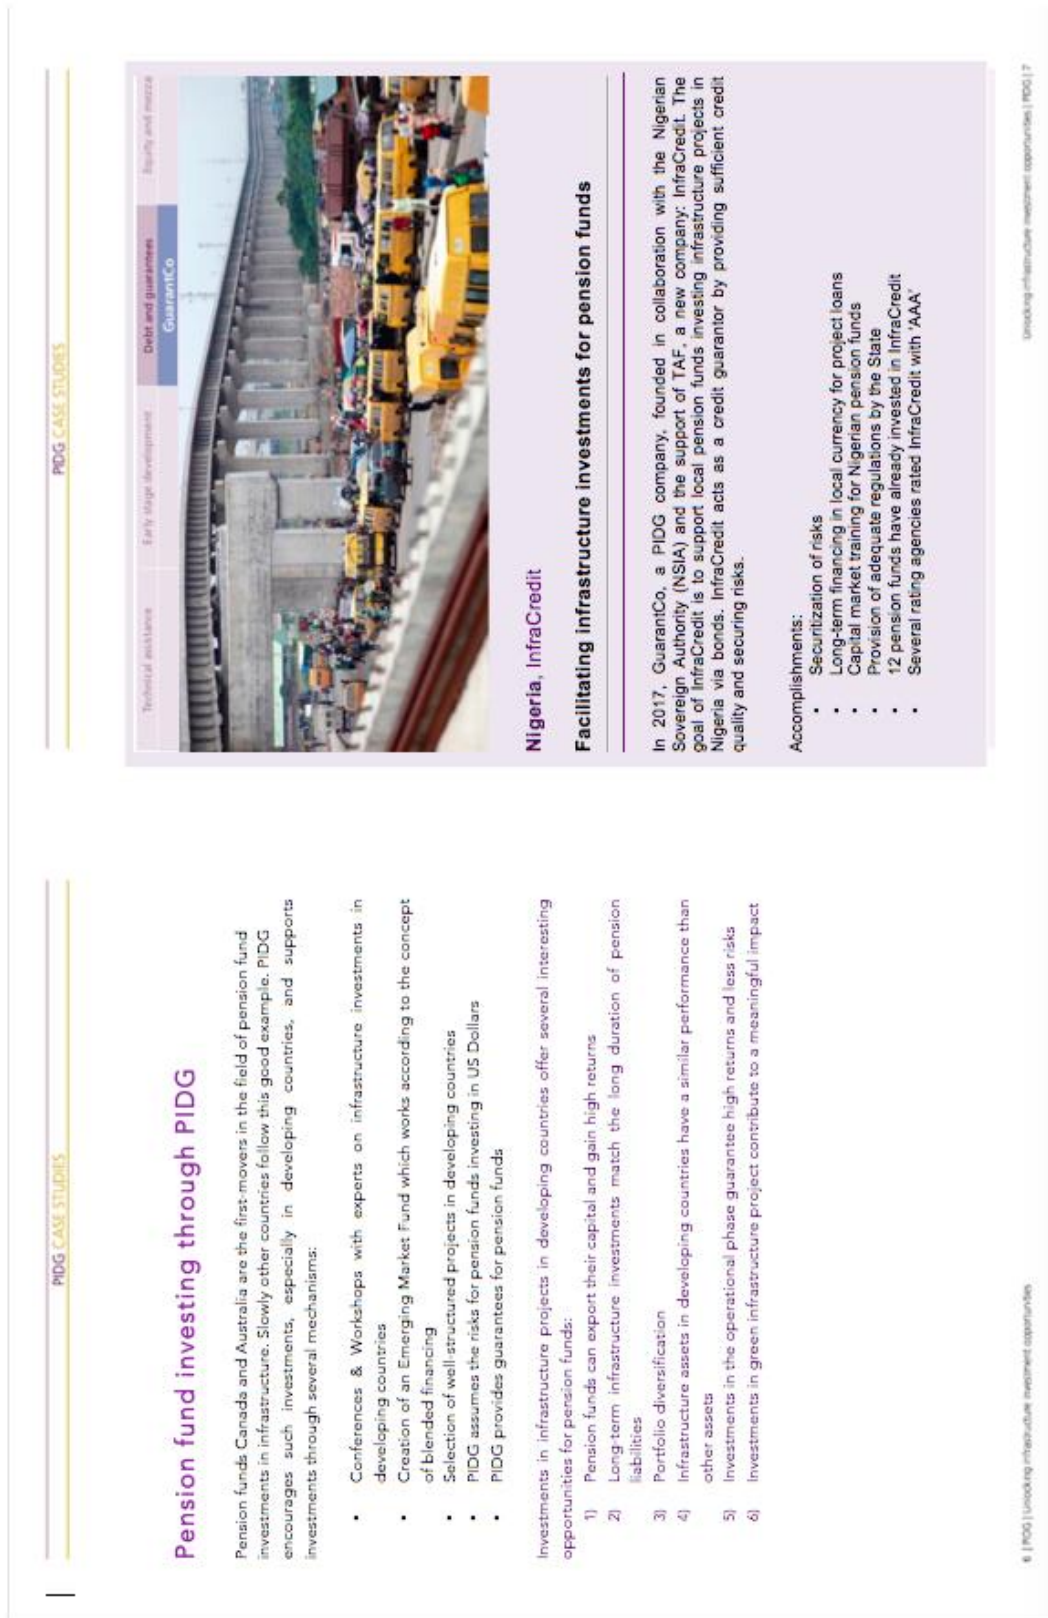 PIDG CASE STUDIES
Pension fund investing through PIDG
Pension funds Canada and Australia are the first-movers in the field of pension fund
investments in infrastructure. Slowly other countries follow this good example. PIDG
encourages such investments, especially in developing countries, and supports
investments through several mechanisms:
• Conferences & Workshops with experts on infrastructure investments in
developing countries
• Creation of an Emerging Market Fund which works according to the concept
of blended financing
• Selection of well-structured projects in developing countries
• PIDG assumes the risks for pension funds investing in US Dollars
• PIDG provides guarantees for pension funds
Investments in infrastructure projects in developing countries offer several interesting
opportunities for pension funds:
1) Pension funds can export their capital and gain high returns
2) Long-term infrastructure investments match the long duration of pension
liabilities
3) Portfolio diversification
4) Infrastructure assets in developing countries have a similar performance than
other assets
5) Investments in the operational phase guarantee high returns and less risks
6) Investments in green infrastructure project contribute to a meaningful impact
6 | PIDG | Unlocking infrastructure investment opportunities
PIDG CASE STUDIES
Technical assistance Early stage development Debt and guarantees Equity and mezza
GuarantCo
Nigeria, InfraCredit
Facilitating infrastructure investments for pension funds
In 2017, GuarantCo, a PIDG company, founded in collaboration with the Nigerian
Sovereign Authority (NSIA) and the support of TAF, a new company: InfraCredit. The
goal of InfraCredit is to support local pension funds investing infrastructure projects in
Nigeria via bonds. InfraCredit acts as a credit guarantor by providing sufficient credit
quality and securing risks.
Accomplishments:
• Securitization of risks
• Long-term financing in local currency for project loans
• Capital market training for Nigerian pension funds
• Provision of adequate regulations by the State
• 12 pension funds have already invested in InfraCredit
• Several rating agencies rated InfraCredit with 'AAA'
Unlocking infrastructure investment opportunities | PIDG | 7